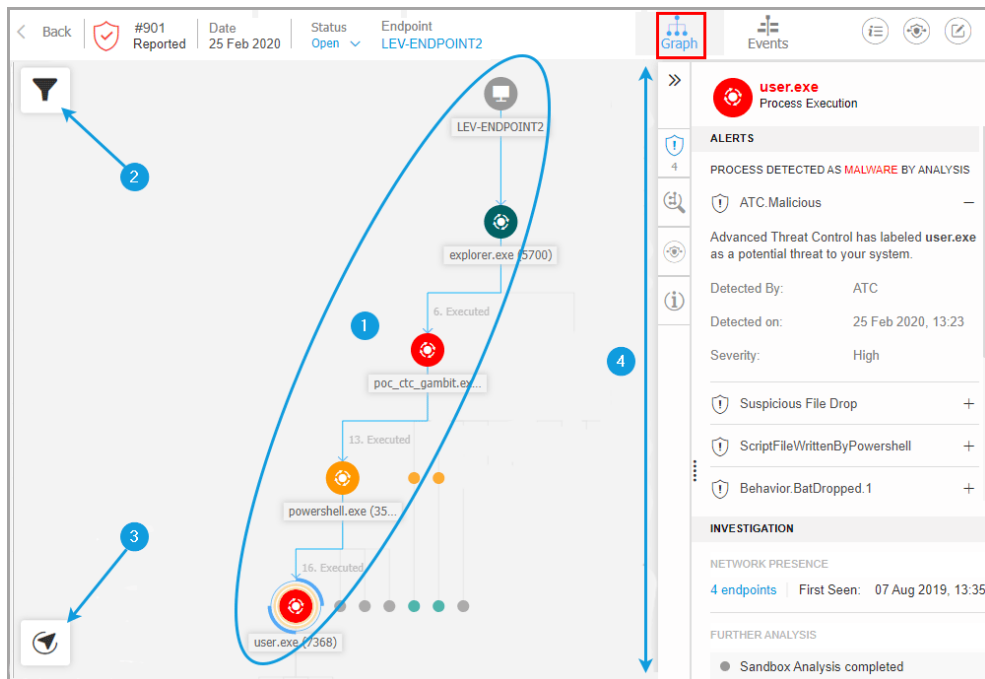 Back
#901
Reported
Date
25 Feb 2020
Status
Open
Endpoint
LEV-ENDPOINT2
Graph
Events
2
LEV-ENDPOINT2
explorer.exe (5700)
6. Executed
1
poc_ctc_gambit.ex...
13. Executed
powershell.exe (35...
16. Executed
3
user.exe (7368)
4
4
user.exe
Process Execution
ALERTS
PROCESS DETECTED AS MALWARE BY ANALYSIS
ATC.Malicious
Advanced Threat Control has labeled user.exe
as a potential threat to your system.
Detected By: ATC
Detected on: 25 Feb 2020, 13:23
Severity: High
Suspicious File Drop
ScriptFileWrittenByPowershell
Behavior.BatDropped.1
INVESTIGATION
NETWORK PRESENCE
4 endpoints First Seen: 07 Aug 2019, 13:35
FURTHER ANALYSIS
Sandbox Analysis completed